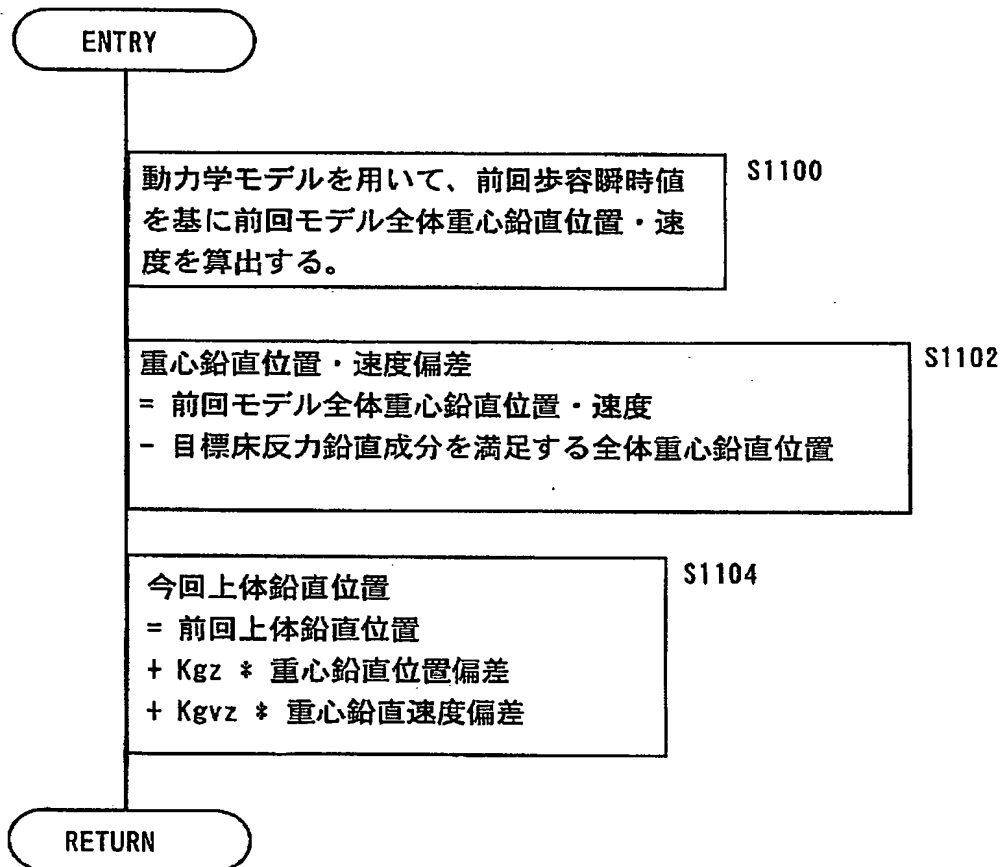 ENTRY
動力学モデルを用いて、前回歩容瞬時値
を基に前回モデル全体重心鉛直位置・速
度を算出する。
S1100
重心鉛直位置・速度偏差
= 前回モデル全体重心鉛直位置・速度
- 目標床反力鉛直成分を満足する全体重心鉛直位置
S1102
今回上体鉛直位置
= 前回上体鉛直位置
+ Kgz * 重心鉛直位置偏差
+ Kgvz * 重心鉛直速度偏差
S1104
RETURN